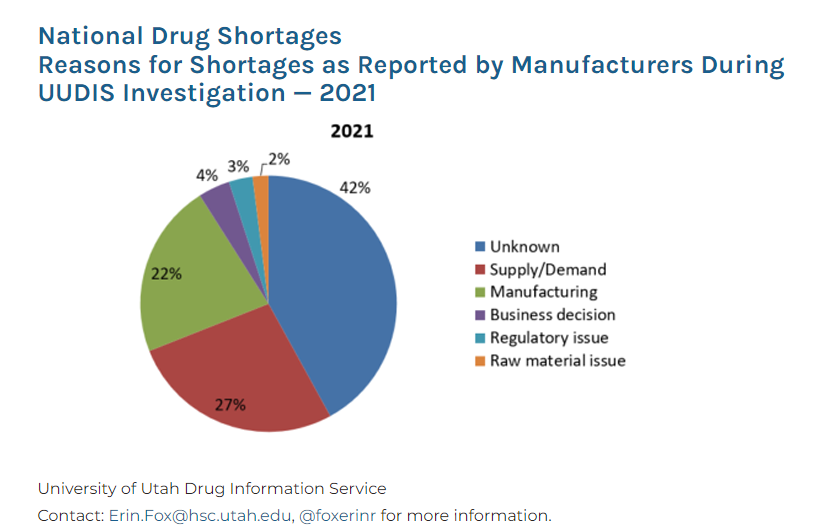 National Drug Shortages
Reasons for Shortages as Reported by Manufacturers During
UUDIS Investigation — 2021
2021
4%
3%
2%
42%
22%
27%
Unknown
Supply/Demand
Manufacturing
Business decision
Regulatory issue
Raw material issue
University of Utah Drug Information Service
Contact: Erin.Fox@hsc.utah.edu, @foxerinr for more information.